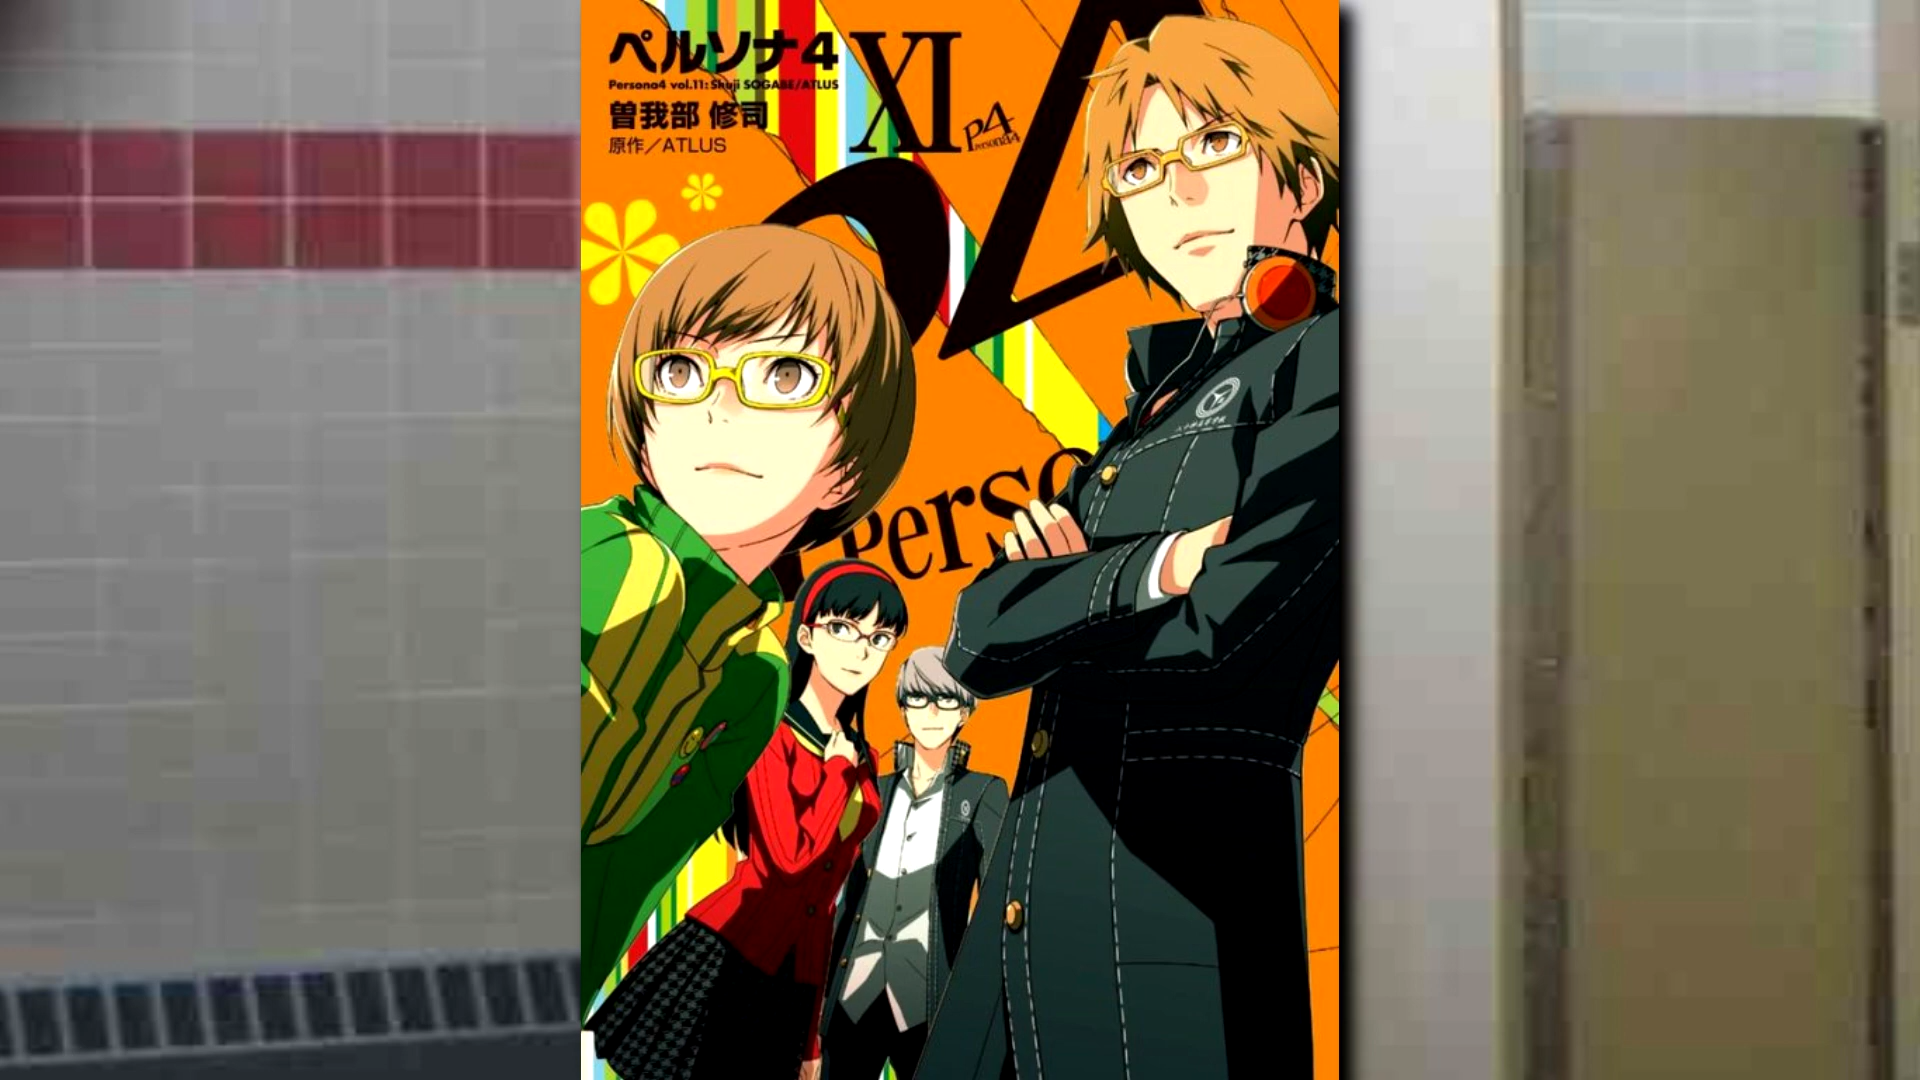 ペルソナ4
Persona4 vol.11: Shuji SOGABE/ATLUS
曽我部 修司
原作／ATLUS
XI
P4
Persona4
Perso